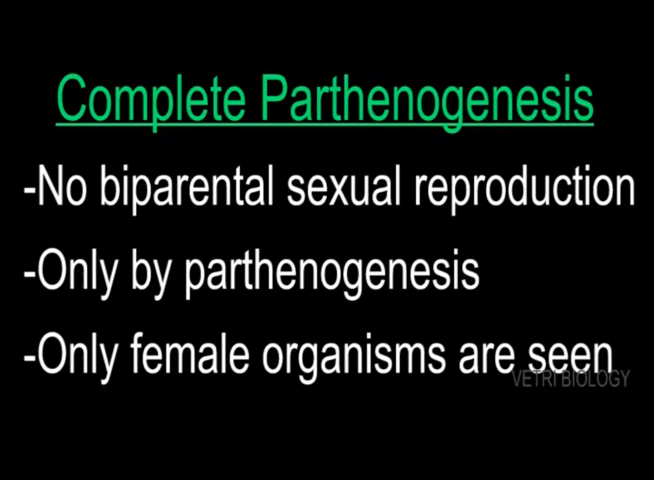 Complete Parthenogenesis
-No biparental sexual reproduction
-Only by parthenogenesis
-Only female organisms are seen
VETRI BIOLOGY